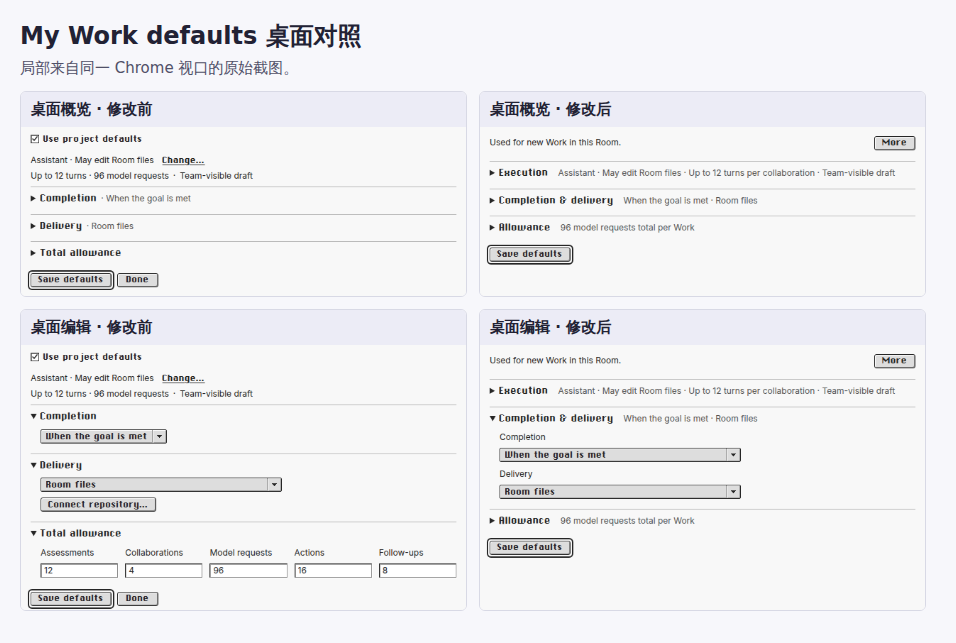 My Work defaults 桌面对照
局部来自同一 Chrome 视口的原始截图。
桌面概览 · 修改前
Use project defaults
Assistant · May edit Room files Change...
Up to 12 turns · 96 model requests · Team-visible draft
Completion · When the goal is met
Delivery · Room files
Total allowance
Save defaults Done
桌面概览 · 修改后
Used for new Work in this Room. More
Execution Assistant · May edit Room files · Up to 12 turns per collaboration · Team-visible draft
Completion & delivery When the goal is met · Room files
Allowance 96 model requests total per Work
Save defaults
桌面编辑 · 修改前
Use project defaults
Assistant · May edit Room files Change...
Up to 12 turns · 96 model requests · Team-visible draft
Completion
When the goal is met
Delivery
Room files
Connect repository...
Total allowance
Assessments Collaborations Model requests Actions Follow-ups
12 4 96 16 8
Save defaults Done
桌面编辑 · 修改后
Used for new Work in this Room. More
Execution Assistant · May edit Room files · Up to 12 turns per collaboration · Team-visible draft
Completion & delivery When the goal is met · Room files
Completion
When the goal is met
Delivery
Room files
Allowance 96 model requests total per Work
Save defaults